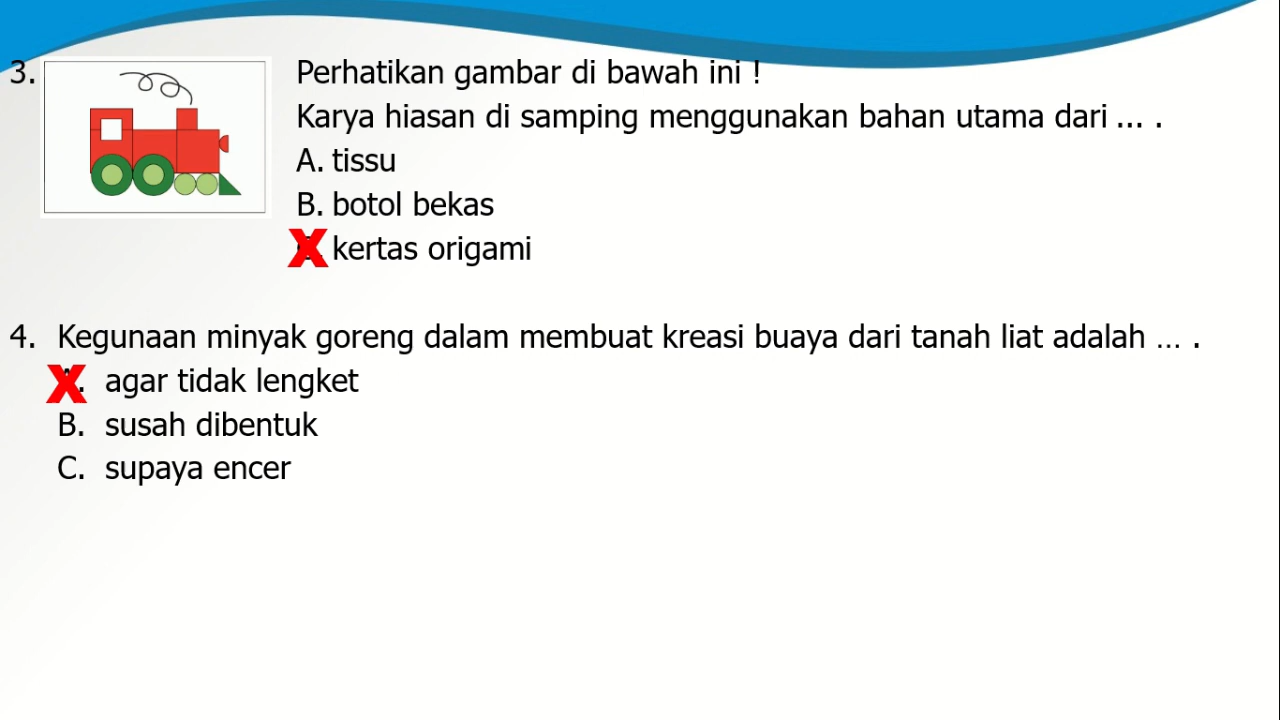 3. Perhatikan gambar di bawah ini !
Karya hiasan di samping menggunakan bahan utama dari ... .
A. tissu
B. botol bekas
X kertas origami
4. Kegunaan minyak goreng dalam membuat kreasi buaya dari tanah liat adalah ... .
X. agar tidak lengket
B. susah dibentuk
C. supaya encer